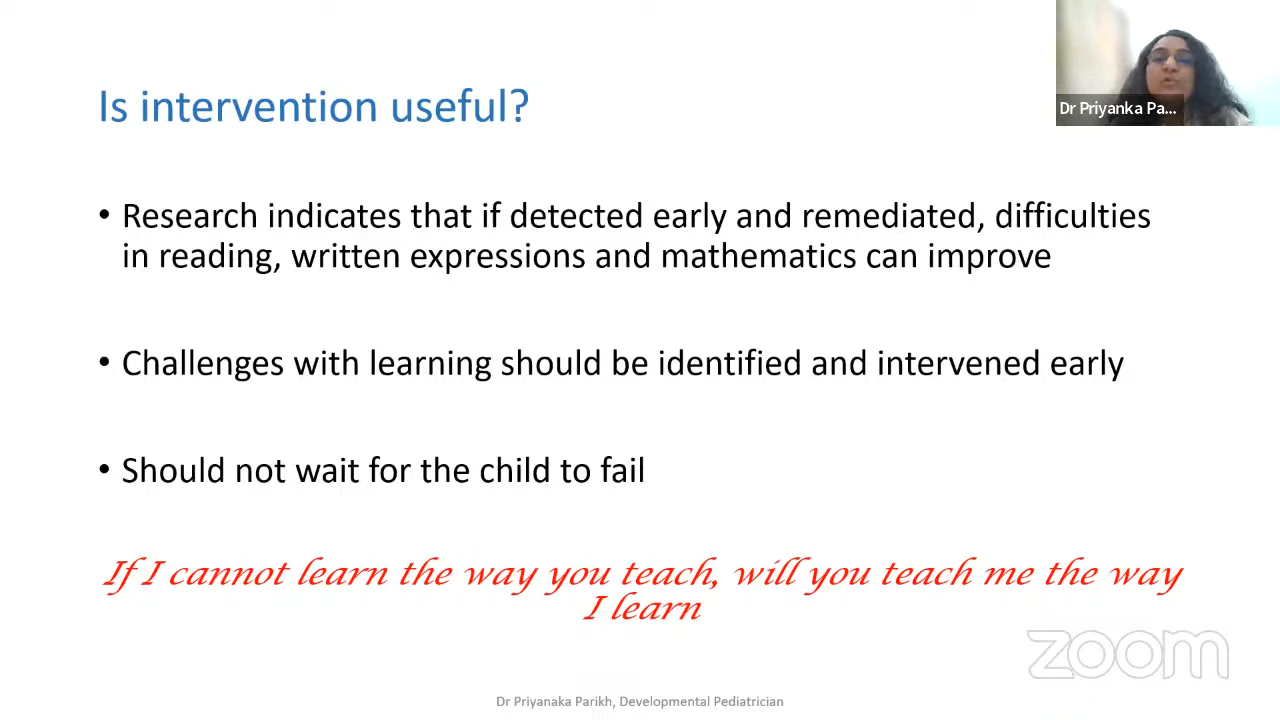 Is intervention useful?
Dr Priyanka Pa...
• Research indicates that if detected early and remediated, difficulties
in reading, written expressions and mathematics can improve
• Challenges with learning should be identified and intervened early
• Should not wait for the child to fail
If I cannot learn the way you teach, will you teach me the way
I learn
zoom
Dr Priyanaka Parikh, Developmental Pediatrician